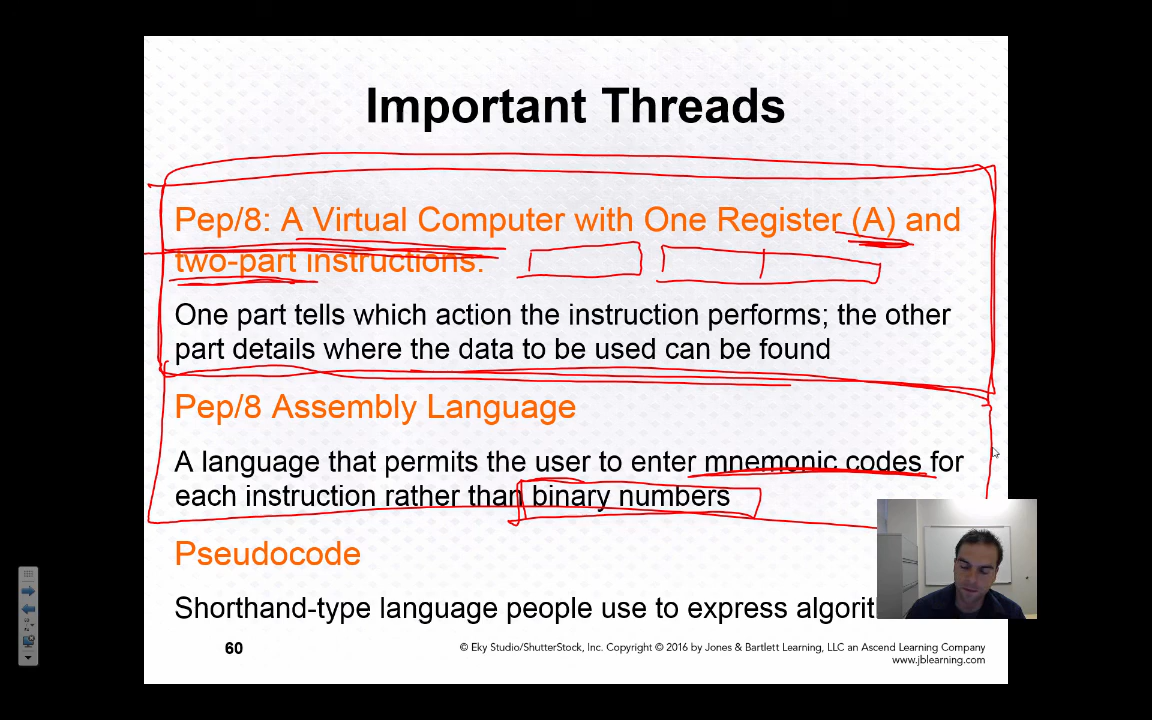 Important Threads
Pep/8: A Virtual Computer with One Register (A) and
two-part instructions:
One part tells which action the instruction performs; the other
part details where the data to be used can be found
Pep/8 Assembly Language
A language that permits the user to enter mnemonic codes for
each instruction rather than binary numbers
Pseudocode
Shorthand-type language people use to express
60
© Eky Studio/ShutterStock, Inc. Copyright © 2016 by Jones & Bartlett Learning, LLC an Ascend Learning Company
www.jblearning.com